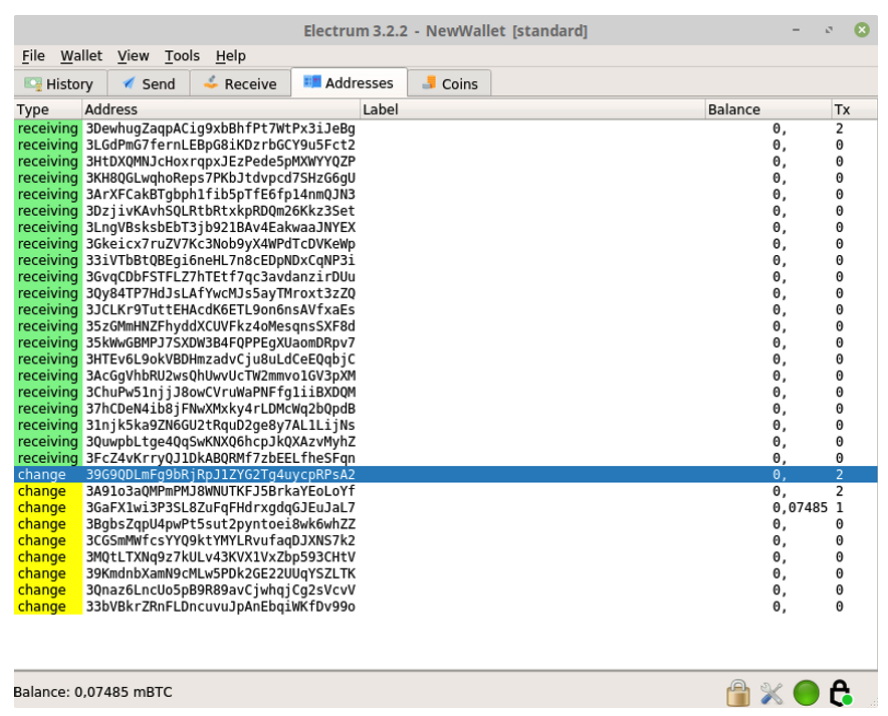 Electrum 3.2.2 - NewWallet [standard]
File Wallet View Tools Help
History Send Receive Addresses Coins
Type Address Label Balance Tx
receiving 3DewhugZaqpACig9xbBhfPt7WtPx3iJeBg 0, 2
receiving 3LGdPmG7fernLEBpG8iKDzrbGCY9u5Fct2 0, 0
receiving 3HtDXQMNJcHoxrqpxJEzPede5pMXWYYQZP 0, 0
receiving 3KH8QGLwqhoReps7PKbJtdvpcd7SHzG6gU 0, 0
receiving 3ArXFCakBTgbph1fib5pTfE6fp14nmQJN3 0, 0
receiving 3DzjivKAvhSQLRtbRtxkpRDQm26Kkz3Set 0, 0
receiving 3LngVBsksbEbT3jb921BAv4EakwaaJNYEX 0, 0
receiving 3Gkeicx7ruZV7Kc3Nob9yX4WPdTcDVKeWp 0, 0
receiving 33iVTbBtQBEgi6neHL7n8cEDpNDxCqNP3i 0, 0
receiving 3GvqCDbFSTFLZ7hTEtf7qc3avdanzirDUu 0, 0
receiving 3Qy84TP7HdJsLAfYwcMJs5ayTMroxt3zZQ 0, 0
receiving 3JCLKr9TuttEHAcdK6ETL9on6nsAVfxaEs 0, 0
receiving 35zGMmHNZFhyddXCUVFkz4oMesqnsSXF8d 0, 0
receiving 35kWwGBMPJ7SXDW3B4FQPPEgXUaomDRpv7 0, 0
receiving 3HTEv6L9okVBDHmzadvCju8uLdCeEQqbjC 0, 0
receiving 3AcGgVhbRU2wsQhUwvUcTW2mmvo1GV3pXM 0, 0
receiving 3ChuPw51njjJ8owCVruWaPNFfg1iiBXDQM 0, 0
receiving 37hCDeN4ib8jFNwXMxky4rLDMcWq2bQpdB 0, 0
receiving 31njk5ka9ZN6GU2tRquD2ge8y7AL1LijNs 0, 0
receiving 3QuwpbLtge4QqSwKNXQ6hcpJkQXAzvMyhZ 0, 0
receiving 3FcZ4vKrryQJ1DkABQRMf7zbEELfheSFqn 0, 0
change 39G9QDLmFg9bRjRpJ1ZYG2Tg4uycpRPsA2 0, 2
change 3A91o3aQMPmPMJ8WNUTKFJ5BrkaYEoLoYf 0, 2
change 3GaFX1wi3P3SL8ZuFqFHdrxgdqGJEuJaL7 0,07485 1
change 3BgbsZqpU4pwPt5sut2pyntoei8wk6whZZ 0, 0
change 3CGSmMWfcsYYQ9ktYMYLRvufaqDJXNS7k2 0, 0
change 3MQtLTXNq9z7kULv43KVX1VxZbp593CHtV 0, 0
change 39KmdnbXamN9cMLw5PDk2GE22UUqYSZLTK 0, 0
change 3Qnaz6LncUo5pB9R89avCjwhqjCg2sVcvV 0, 0
change 33bVBkrZRnFLDncuvuJpAnEbqiWKfDv99o 0, 0
Balance: 0,07485 mBTC